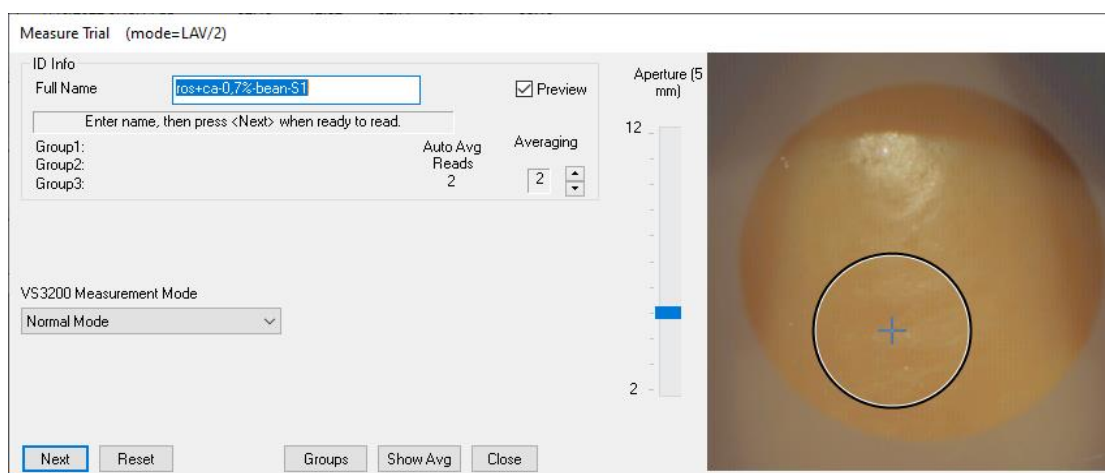 Measure Trial (mode=LAV/2)
ID Info
Full Name ros+ca-0,7%-bean-S1 Preview
Enter name, then press <Next> when ready to read.
Group1:
Group2:
Group3:
Auto Avg
Reads
2
Averaging
2
Aperture (5
mm)
12
2
VS3200 Measurement Mode
Normal Mode
Next Reset Groups Show Avg Close